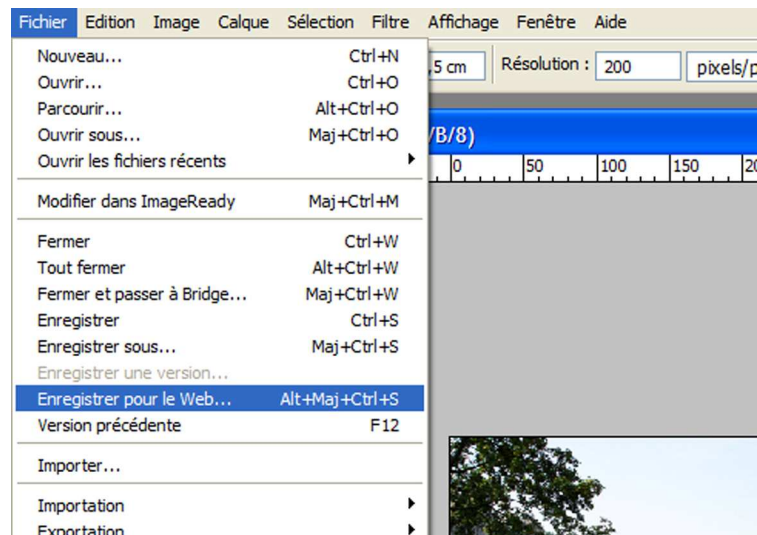 Fichier Edition Image Calque Sélection Filtre Affichage Fenêtre Aide
Nouveau... Ctrl+N
,5 cm Résolution : 200 pixels/p
Ouvrir... Ctrl+O
Parcourir... Alt+Ctrl+O
Ouvrir sous... Maj+Ctrl+O
/B/8)
Ouvrir les fichiers récents
0 50 100 150 20
Modifier dans ImageReady Maj+Ctrl+M
Fermer Ctrl+W
Tout fermer Alt+Ctrl+W
Fermer et passer à Bridge... Maj+Ctrl+W
Enregistrer Ctrl+S
Enregistrer sous... Maj+Ctrl+S
Enregistrer une version...
Enregistrer pour le Web... Alt+Maj+Ctrl+S
Version précédente F12
Importer...
Importation
Exportation